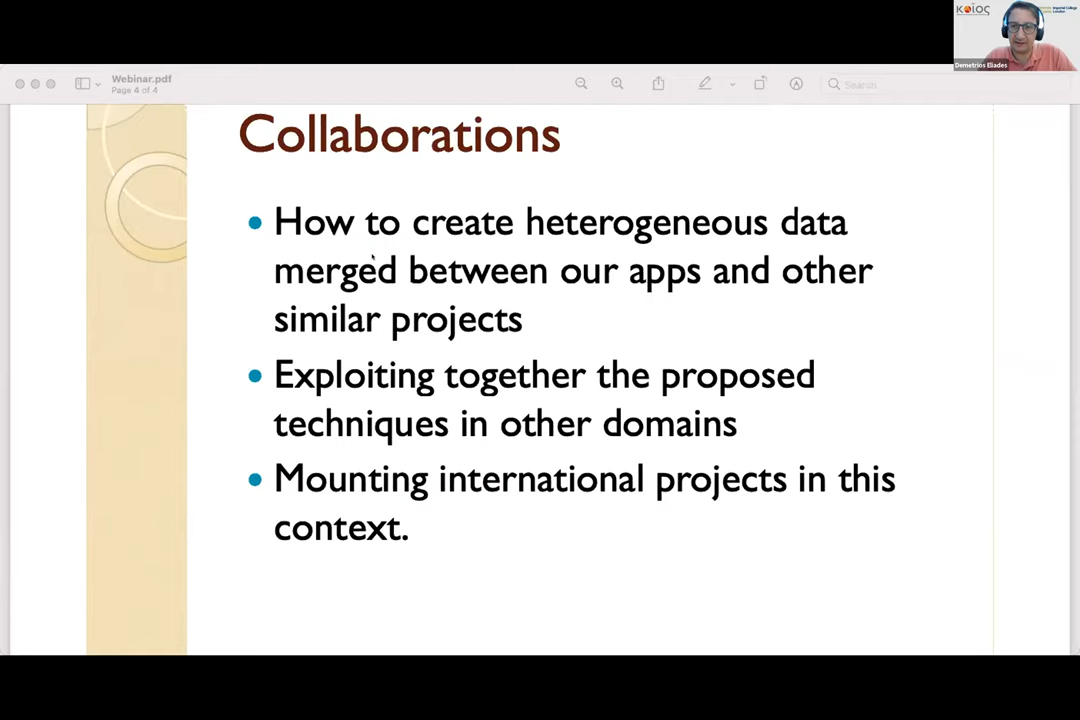 κοίος
Imperial College
London
Demetrios Eliades
Webinar.pdf
Page 4 of 4
Search
Collaborations
• How to create heterogeneous data
merged between our apps and other
similar projects
• Exploiting together the proposed
techniques in other domains
• Mounting international projects in this
context.